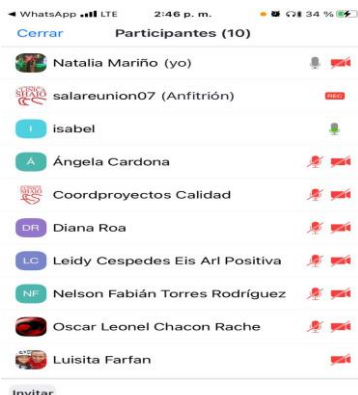 WhatsApp LTE 2:46 p. m. 34 %
Cerrar Participantes (10)
Natalia Mariño (yo)
salareunion07 (Anfitrión) REC
I isabel
Á Ángela Cardona
Coordproyectos Calidad
DR Diana Roa
LC Leidy Cespedes Eis Arl Positiva
NF Nelson Fabián Torres Rodríguez
Oscar Leonel Chacon Rache
Luisita Farfan
Invitar